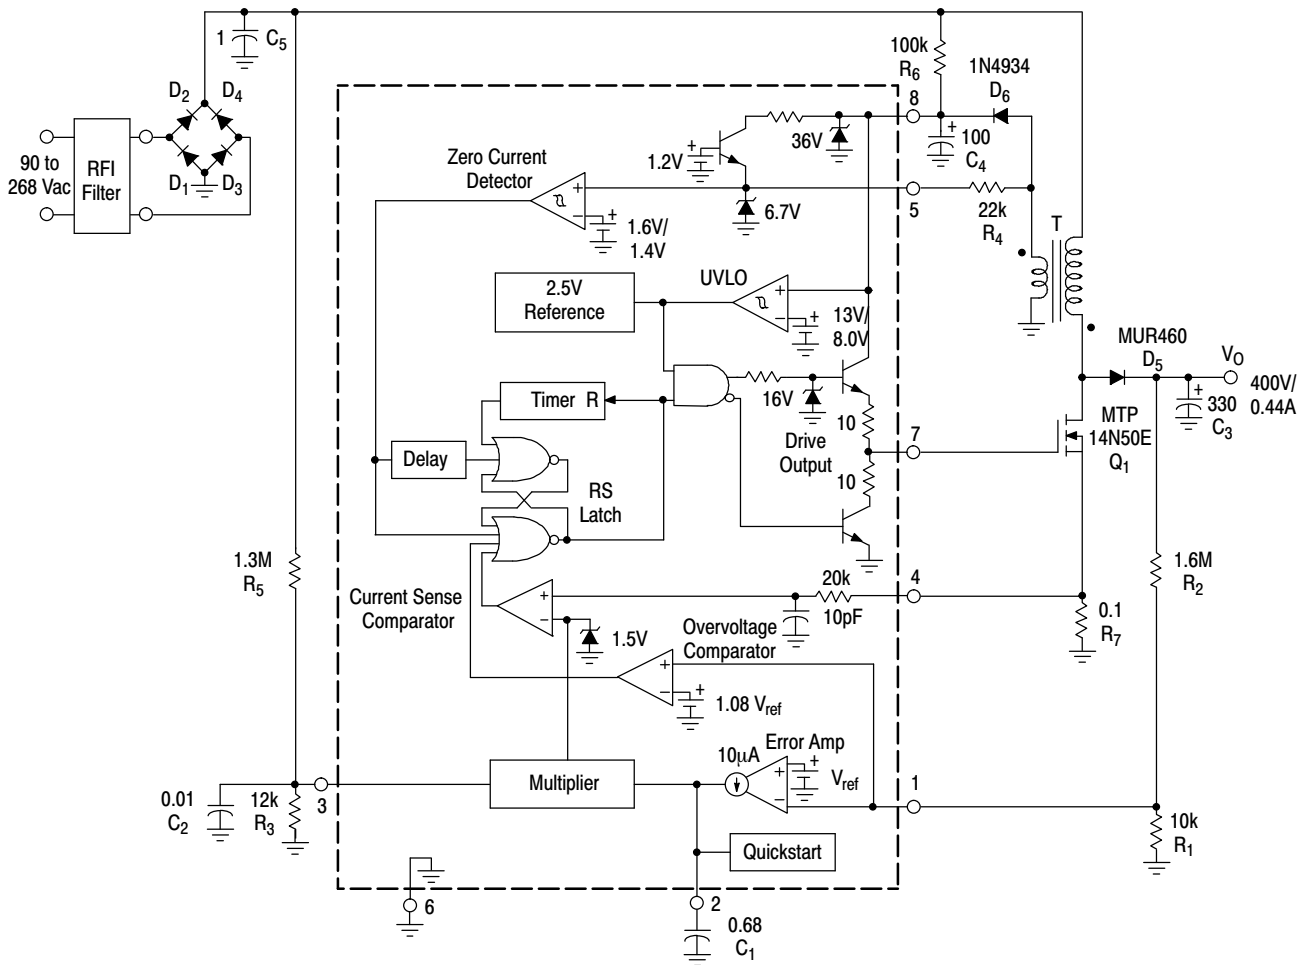 1
C5
D2
D4
90 to
268 Vac
RFI
Filter
D1
D3
100k
R6
1N4934
D6
8
100
C4
36V
1.2V
Zero Current
Detector
6.7V
1.6V/
1.4V
5
22k
R4
T
UVLO
2.5V
Reference
13V/
8.0V
MUR460
D5
VO
400V/
0.44A
330
C3
Timer R
16V
10
Drive
Output
7
MTP
14N50E
Q1
Delay
RS
Latch
10
1.3M
R5
1.6M
R2
20k
4
10pF
0.1
R7
Current Sense
Comparator
1.5V
Overvoltage
Comparator
1.08 Vref
10μA
Error Amp
Vref
Multiplier
1
0.01
C2
12k
R3
3
10k
R1
Quickstart
6
2
0.68
C1